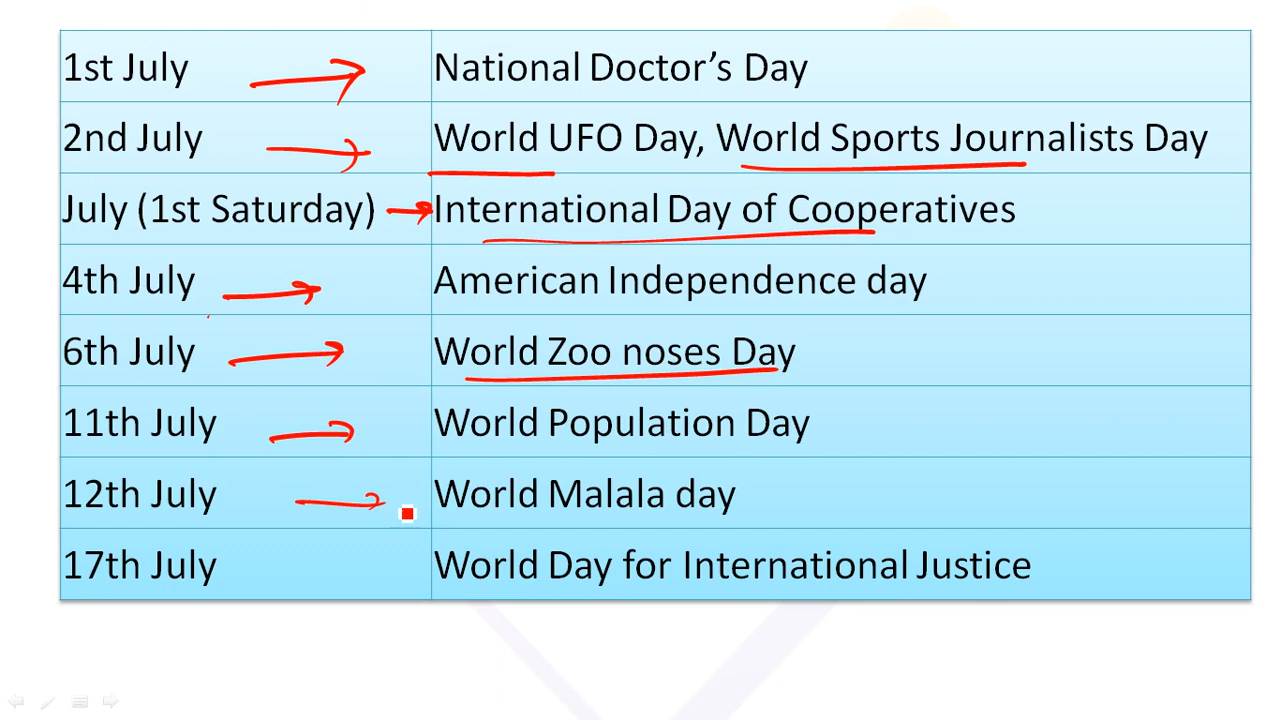 1st July National Doctor’s Day
2nd July World UFO Day, World Sports Journalists Day
July (1st Saturday) International Day of Cooperatives
4th July American Independence day
6th July World Zoo noses Day
11th July World Population Day
12th July World Malala day
17th July World Day for International Justice